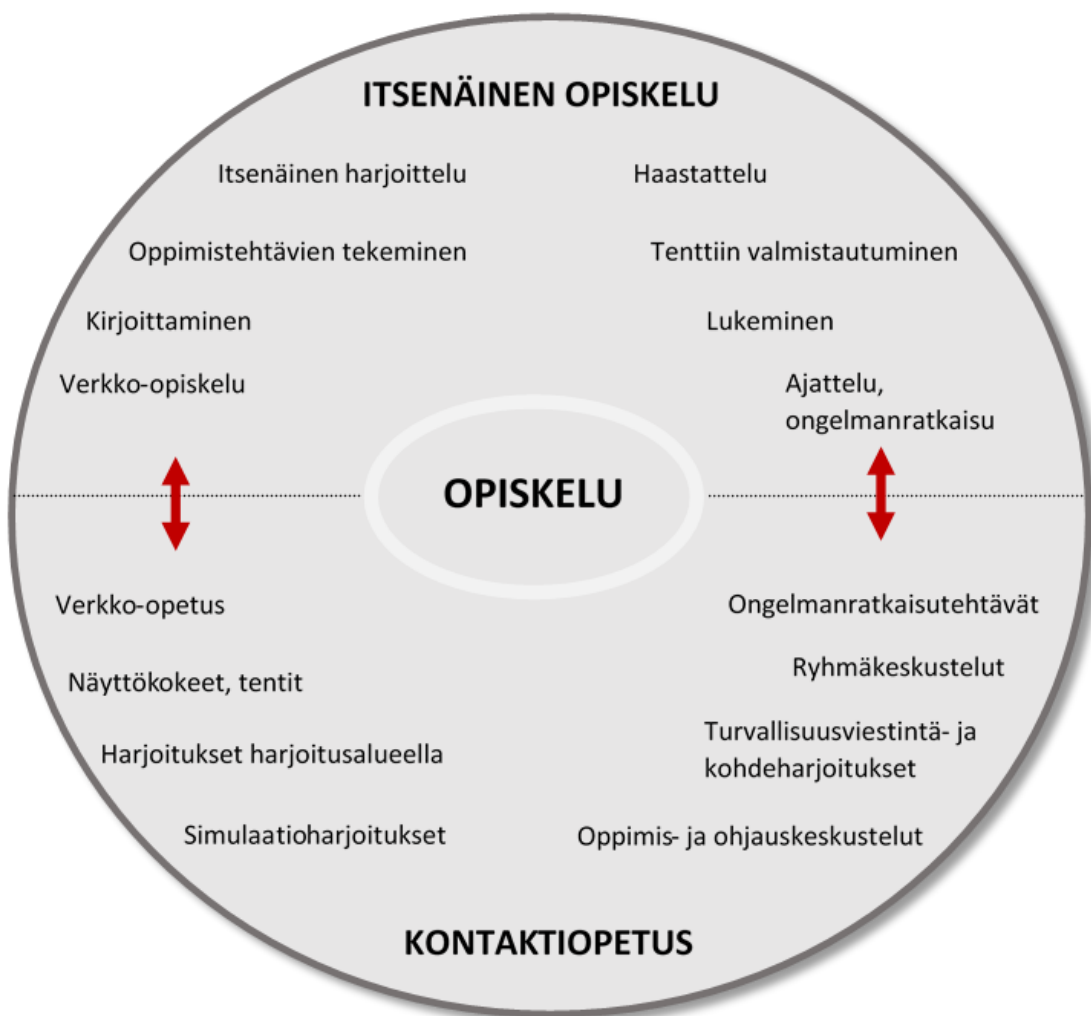 ITSENÄINEN OPISKELU
Itsenäinen harjoittelu
Haastattelu
Oppimistehtävien tekeminen
Tenttiin valmistautuminen
Kirjoittaminen
Lukeminen
Verkko-opiskelu
Ajattelu,
ongelmanratkaisu
OPISKELU
Verkko-opetus
Ongelmanratkaisutehtävät
Näyttökokeet, tentit
Ryhmäkeskustelut
Harjoitukset harjoitusalueella
Turvallisuusviestintä- ja
kohdeharjoitukset
Simulaatioharjoitukset
Oppimis- ja ohjauskeskustelut
KONTAKTIOPETUS